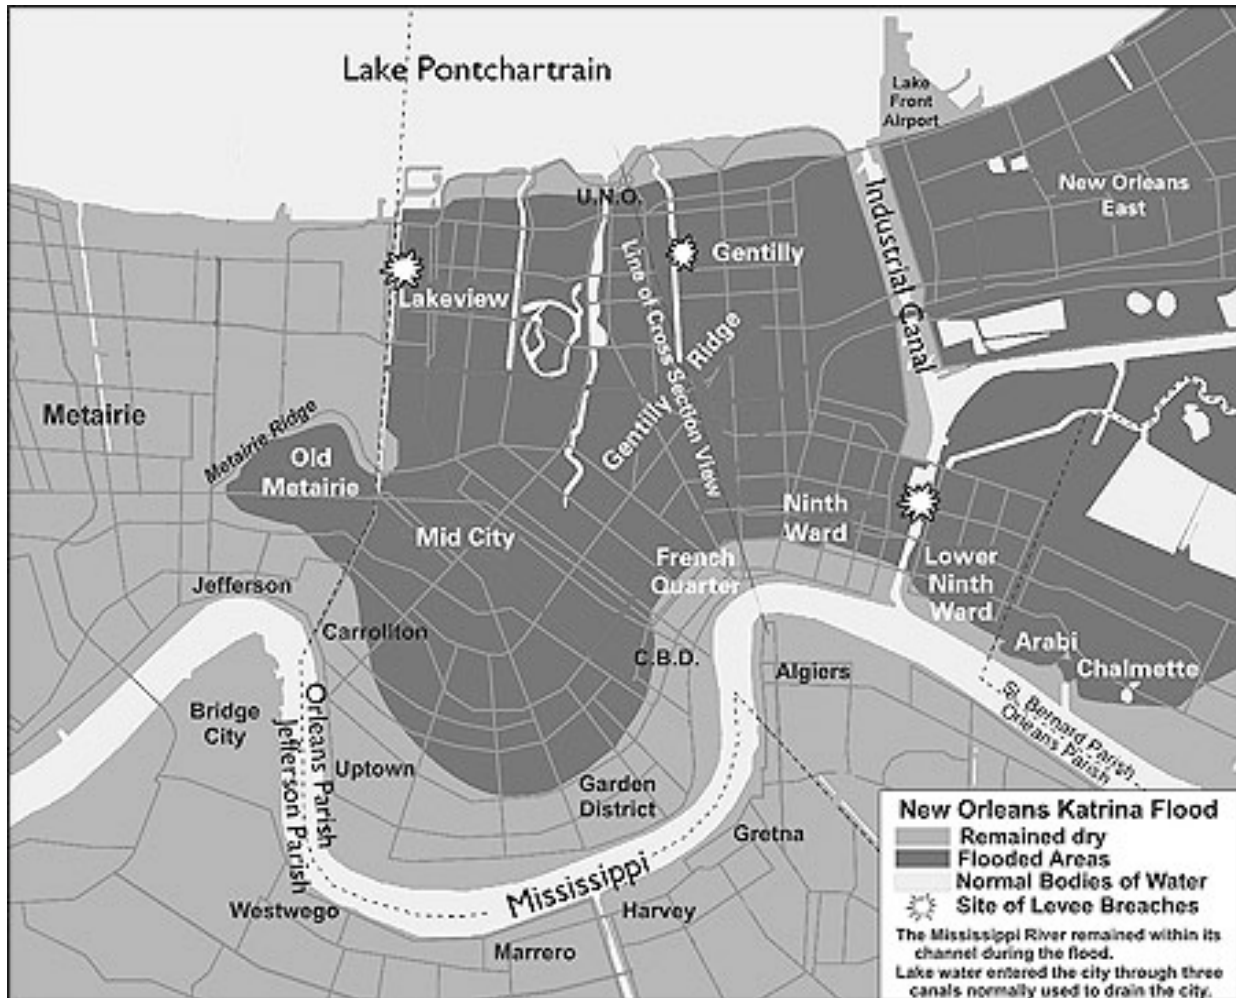 Lake Pontchartrain
Lake
Front
Airport
New Orleans
East
U.N.O.
Industrial Canal
Line of Cross Section View
Gentilly
Lakeview
Gentilly Ridge
Metairie
Metairie Ridge
Old
Metairie
Mid City
Ninth
Ward
French
Quarter
Lower
Ninth
Ward
Jefferson
Carrollton
C.B.D.
Algiers
Arabi
Chalmette
St. Bernard Parish
Orleans Parish
Bridge
City
Orleans Parish
Jefferson Parish
Uptown
Garden
District
Gretna
Mississippi
Westwego
Harvey
Marrero
New Orleans Katrina Flood
Remained dry
Flooded Areas
Normal Bodies of Water
Site of Levee Breaches
The Mississippi River remained within its
channel during the flood.
Lake water entered the city through three
canals normally used to drain the city.